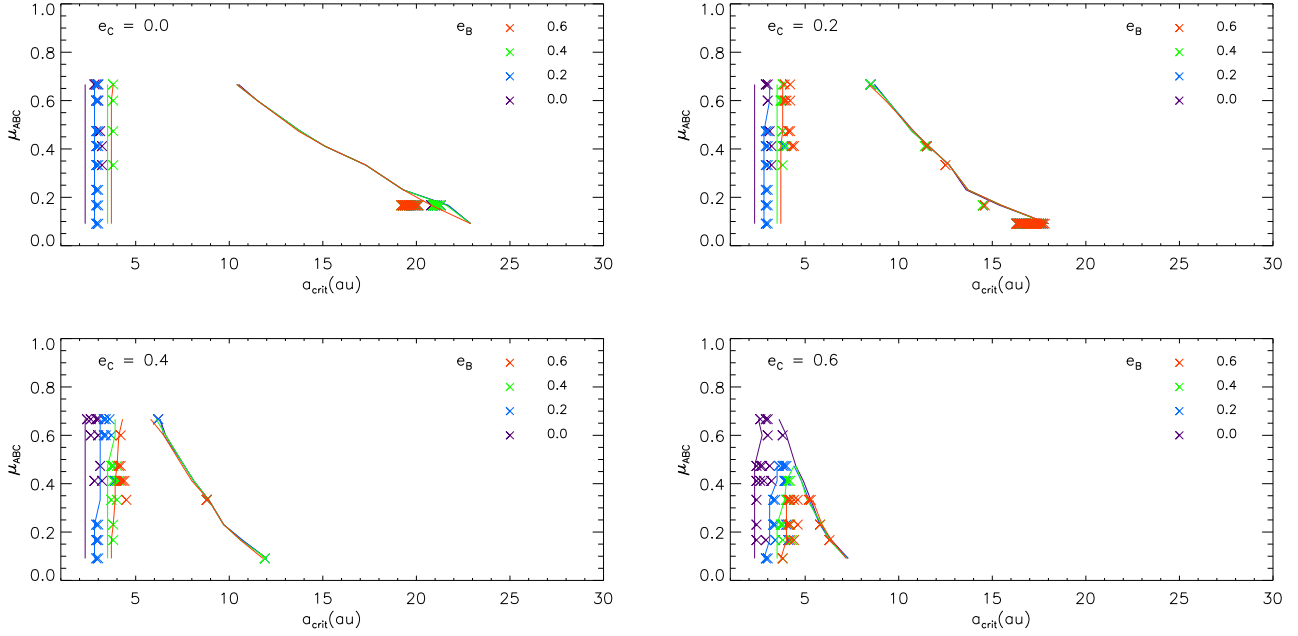 e_C = 0.0 e_B × 0.6
× 0.4
× 0.2
× 0.0
μ_ABC
1.0
0.8
0.6
0.4
0.2
0.0
5 10 15 20 25 30
a_crit(au)
e_C = 0.2 e_B × 0.6
× 0.4
× 0.2
× 0.0
μ_ABC
1.0
0.8
0.6
0.4
0.2
0.0
5 10 15 20 25 30
a_crit(au)
e_C = 0.4 e_B × 0.6
× 0.4
× 0.2
× 0.0
μ_ABC
1.0
0.8
0.6
0.4
0.2
0.0
5 10 15 20 25 30
a_crit(au)
e_C = 0.6 e_B × 0.6
× 0.4
× 0.2
× 0.0
μ_ABC
1.0
0.8
0.6
0.4
0.2
0.0
5 10 15 20 25 30
a_crit(au)